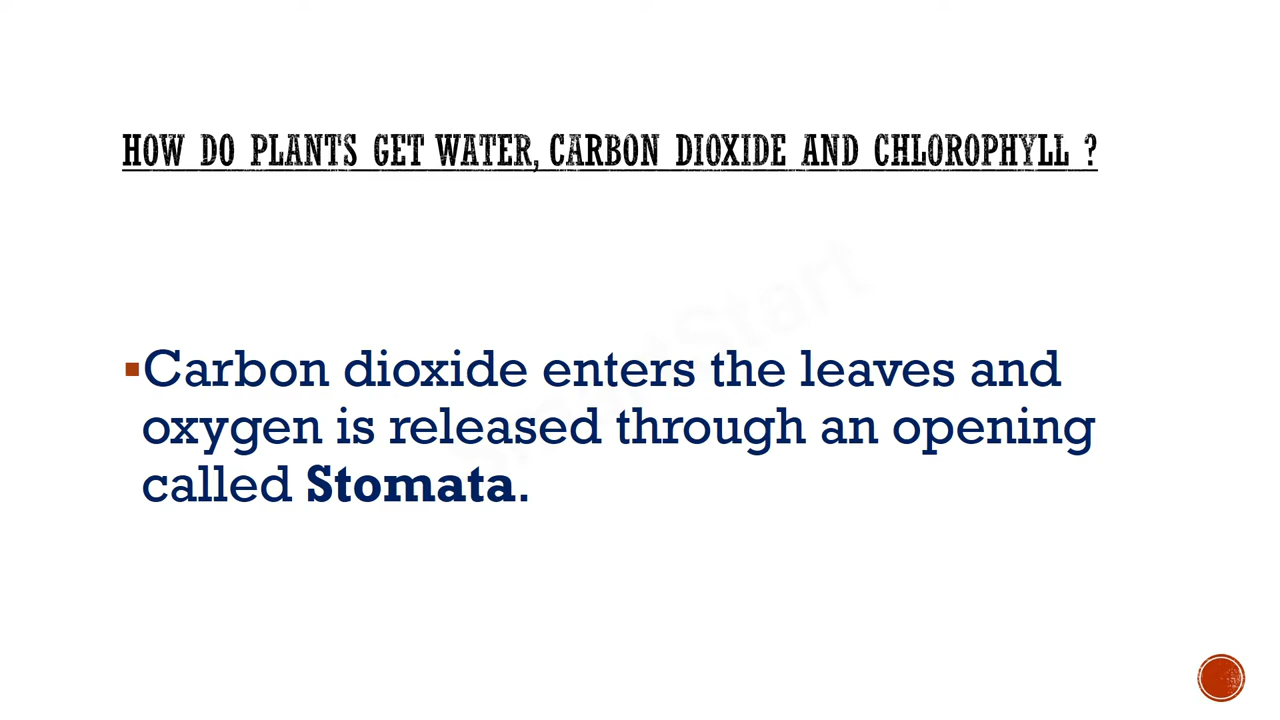 HOW DO PLANTS GET WATER, CARBON DIOXIDE AND CHLOROPHYLL ?
▪Carbon dioxide enters the leaves and
oxygen is released through an opening
called Stomata.